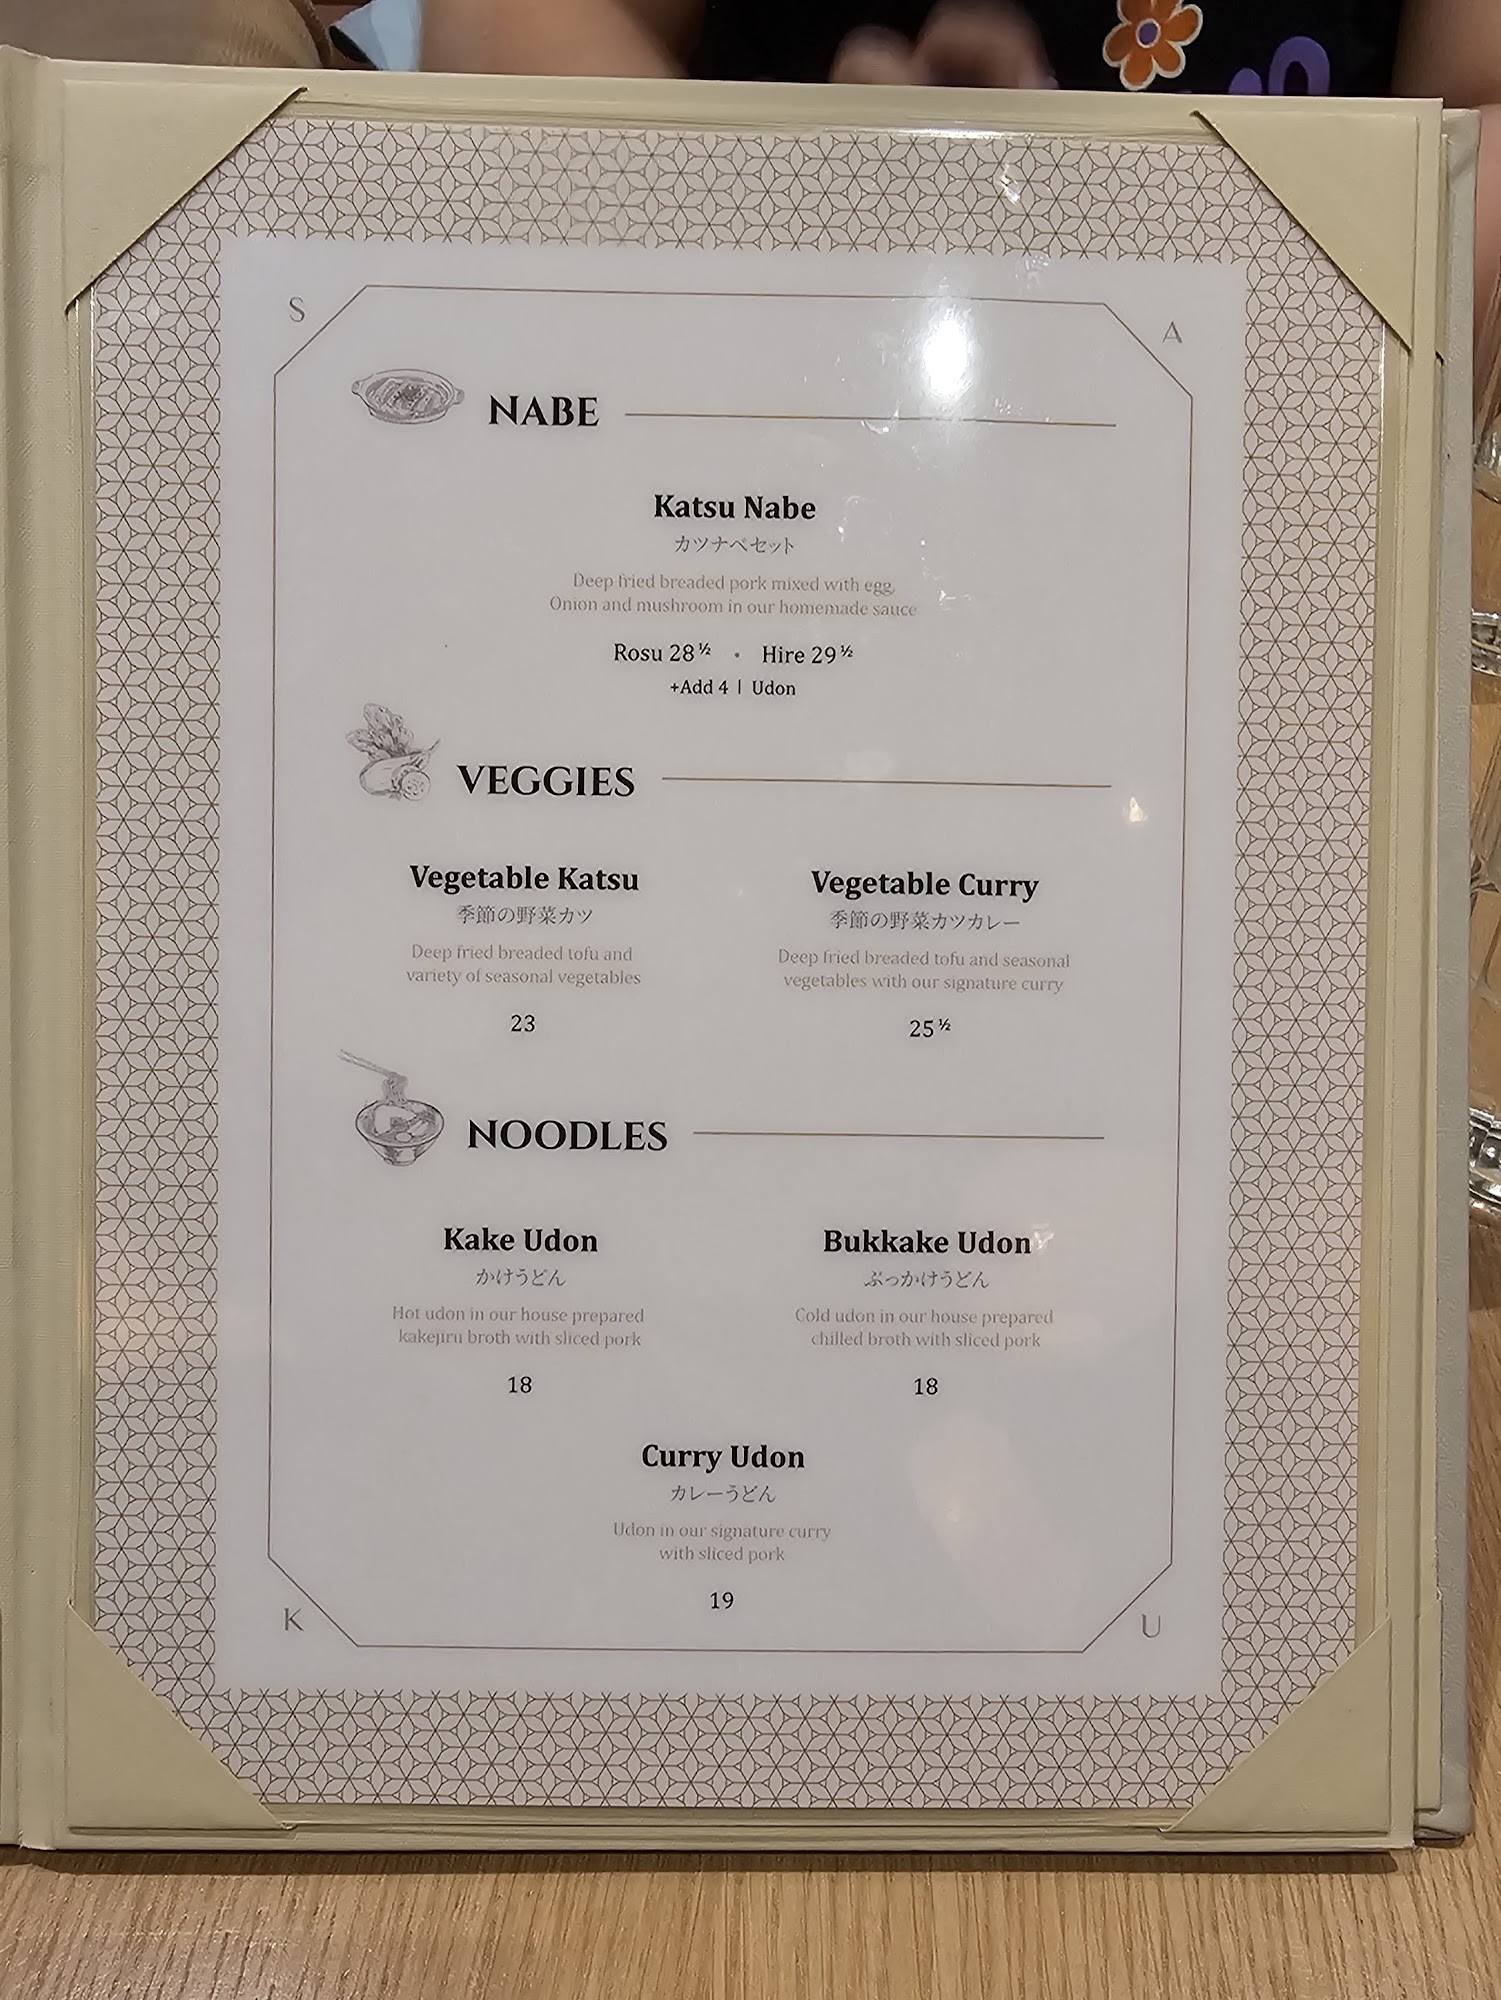 S
A
NABE
Katsu Nabe
カツナベセット
Deep fried breaded pork mixed with egg,
Onion and mushroom in our homemade sauce
Rosu 28½ • Hire 29½
+Add 4 | Udon
VEGGIES
Vegetable Katsu
季節の野菜カツ
Deep fried breaded tofu and
variety of seasonal vegetables
23
Vegetable Curry
季節の野菜カツカレー
Deep fried breaded tofu and seasonal
vegetables with our signature curry
25½
NOODLES
Kake Udon
かけうどん
Hot udon in our house prepared
kakejiru broth with sliced pork
18
Bukkake Udon
ぶっかけうどん
Cold udon in our house prepared
chilled broth with sliced pork
18
Curry Udon
カレーうどん
Udon in our signature curry
with sliced pork
19
K
U